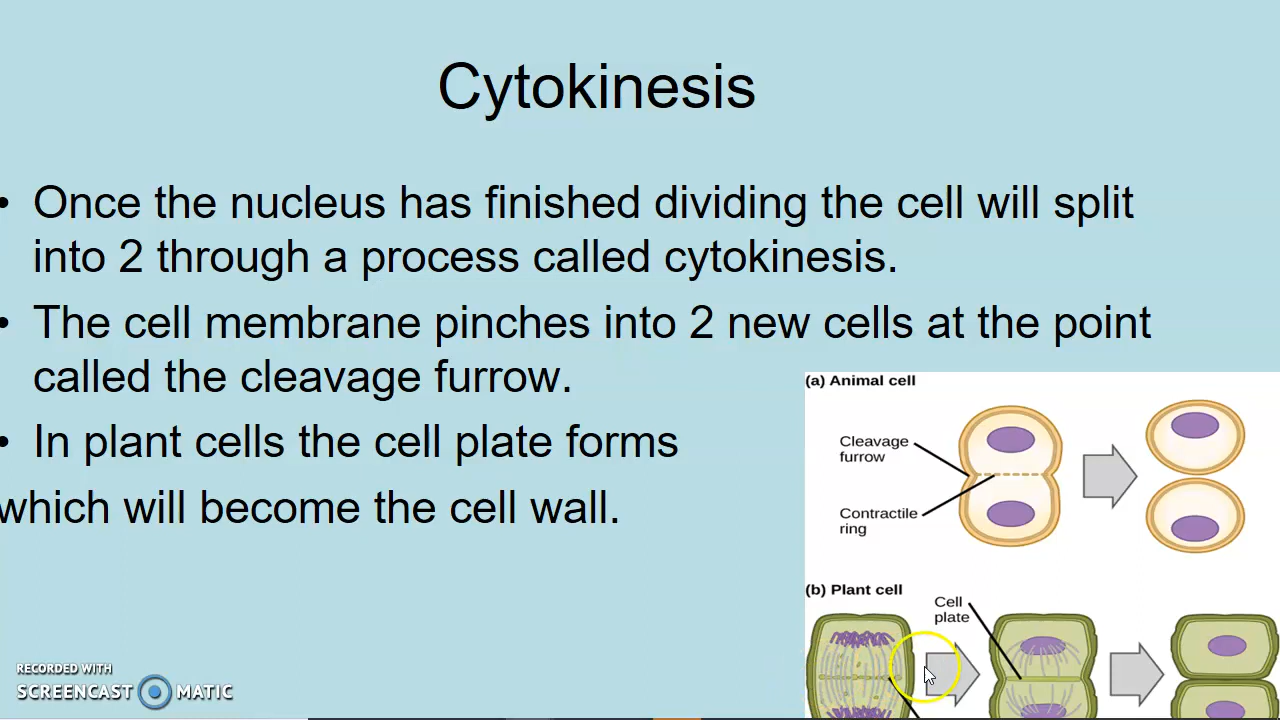 Cytokinesis
• Once the nucleus has finished dividing the cell will split
into 2 through a process called cytokinesis.
• The cell membrane pinches into 2 new cells at the point
called the cleavage furrow.
• In plant cells the cell plate forms
which will become the cell wall.
(a) Animal cell
Cleavage
furrow
Contractile
ring
(b) Plant cell
Cell
plate
RECORDED WITH
SCREENCAST MATIC